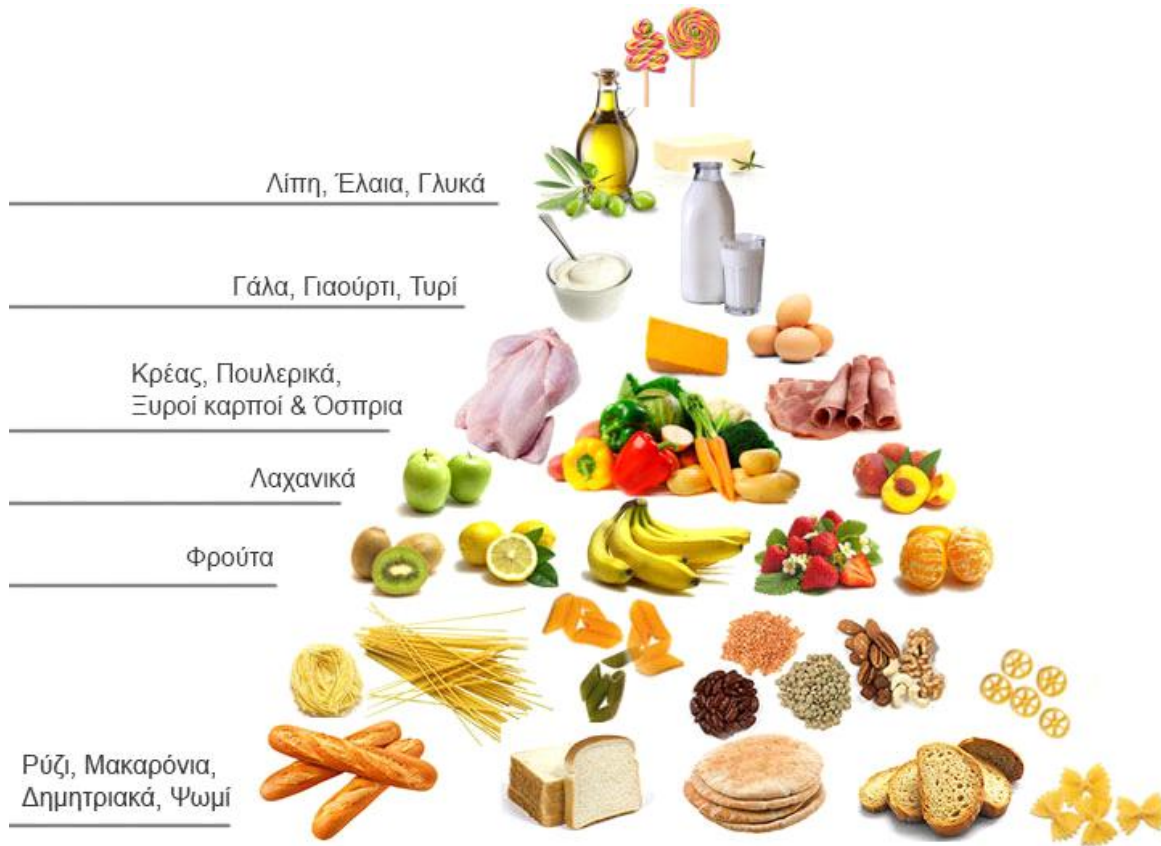 Λίπη, Έλαια, Γλυκά
Γάλα, Γιαούρτι, Τυρί
Κρέας, Πουλερικά,
Ξυροί καρποί & Όσπρια
Λαχανικά
Φρούτα
Ρύζι, Μακαρόνια,
Δημητριακά, Ψωμί